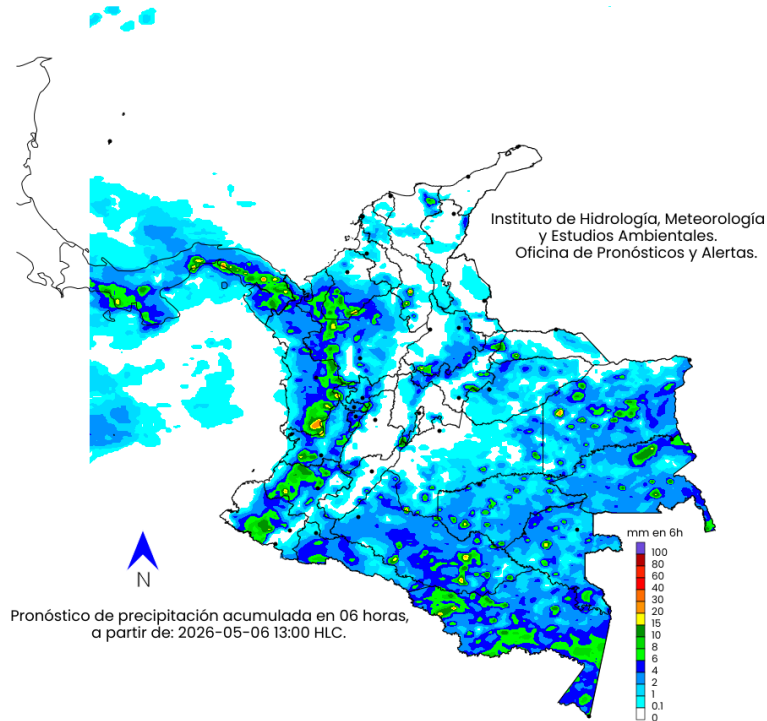 Instituto de Hidrología, Meteorología
y Estudios Ambientales.
Oficina de Pronósticos y Alertas.
mm en 6h
100
80
60
40
30
20
15
10
8
6
4
2
1
0.1
0
N
Pronóstico de precipitación acumulada en 06 horas,
a partir de: 2026-05-06 13:00 HLC.